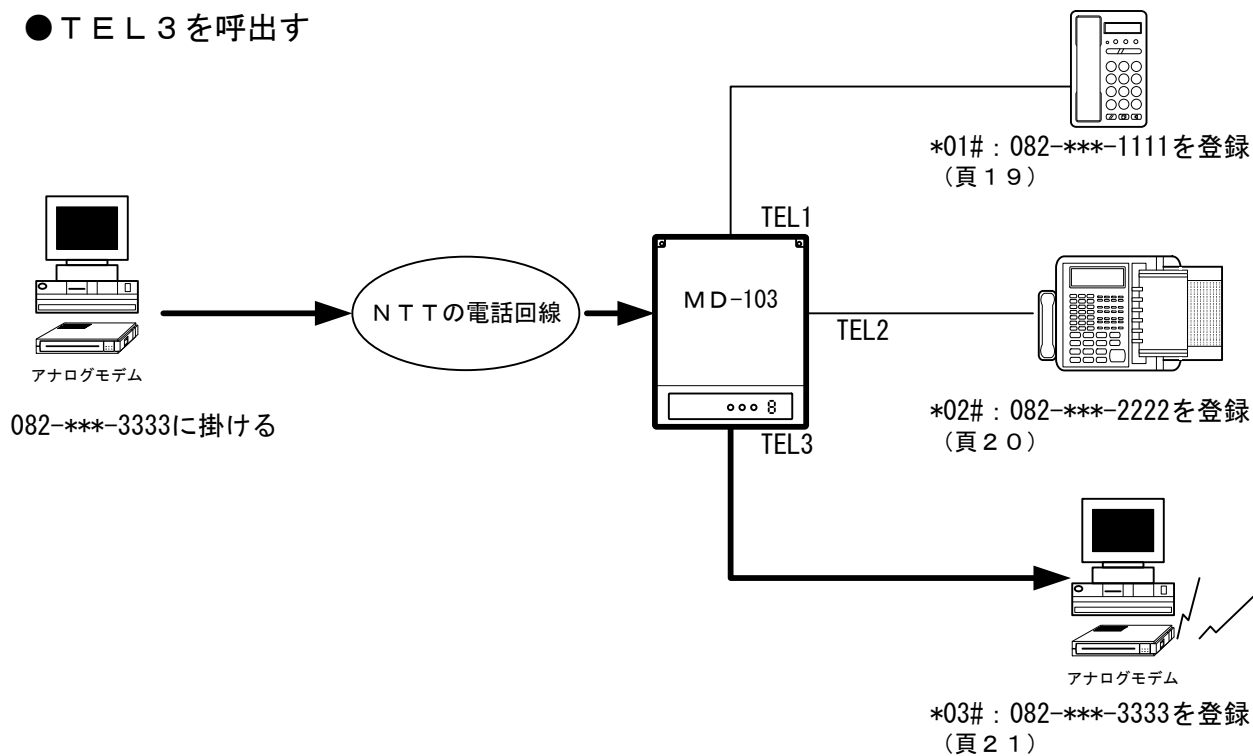 ●ＴＥＬ３を呼出す
*01# : 082-***-1111を登録
（頁１９）
TEL1
ＭＤ-103
ＮＴＴの電話回線
TEL2
アナログモデム
082-***-3333に掛ける
*02# : 082-***-2222を登録
（頁２０）
TEL3
アナログモデム
*03# : 082-***-3333を登録
（頁２１）